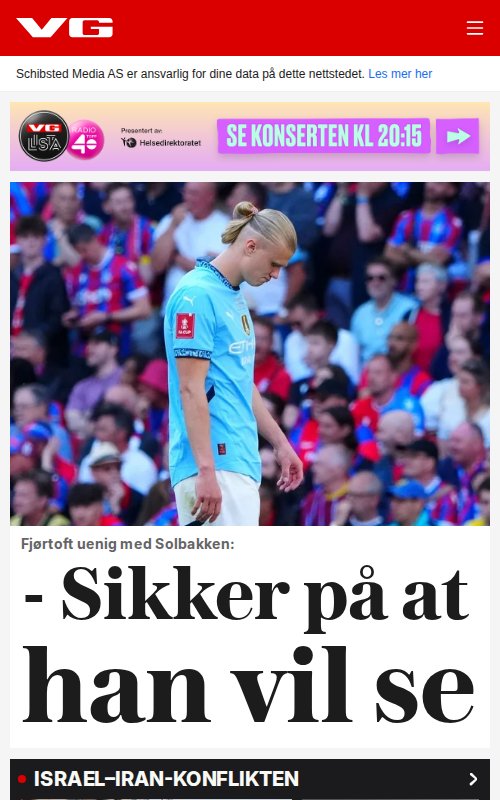 VG
Schibsted Media AS er ansvarlig for dine data på dette nettstedet. Les mer her
VG
LISTA
RADIO
TOPP
40
Presentert av:
Helsedirektoratet
SE KONSERTEN KL 20:15
Fjørtoft uenig med Solbakken:
- Sikker på at
han vil se
ISRAEL–IRAN-KONFLIKTEN